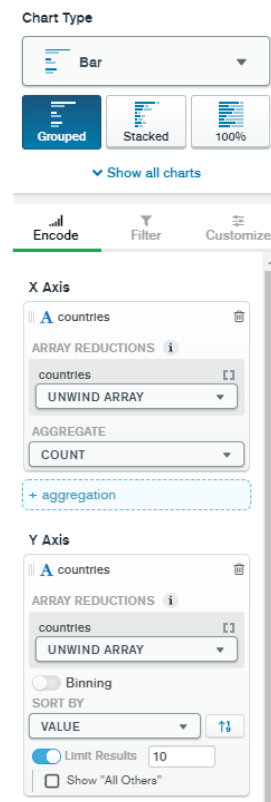 Chart Type
Bar
Grouped Stacked 100%
Show all charts
Encode Filter Customize
X Axis
A countries
ARRAY REDUCTIONS i
countries [ ]
UNWIND ARRAY
AGGREGATE
COUNT
+ aggregation
Y Axis
A countries
ARRAY REDUCTIONS i
countries [ ]
UNWIND ARRAY
Binning
SORT BY
VALUE
Limit Results 10
Show "All Others"